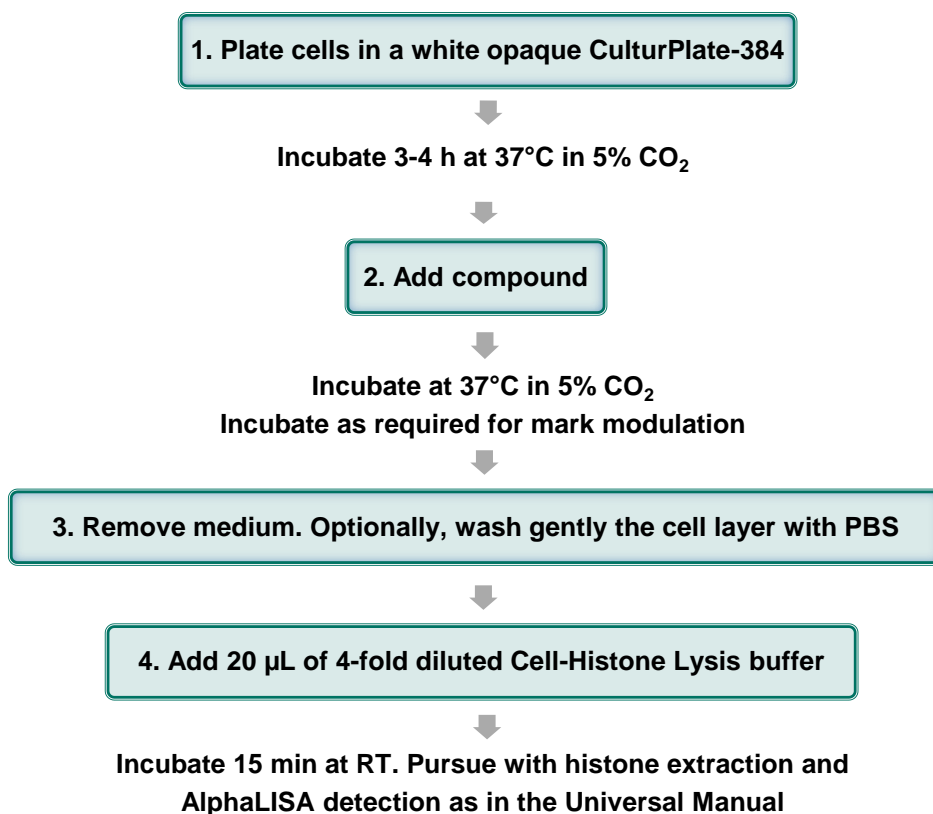 1. Plate cells in a white opaque CulturPlate-384
Incubate 3-4 h at 37°C in 5% CO₂
2. Add compound
Incubate at 37°C in 5% CO₂
Incubate as required for mark modulation
3. Remove medium. Optionally, wash gently the cell layer with PBS
4. Add 20 µL of 4-fold diluted Cell-Histone Lysis buffer
Incubate 15 min at RT. Pursue with histone extraction and
AlphaLISA detection as in the Universal Manual